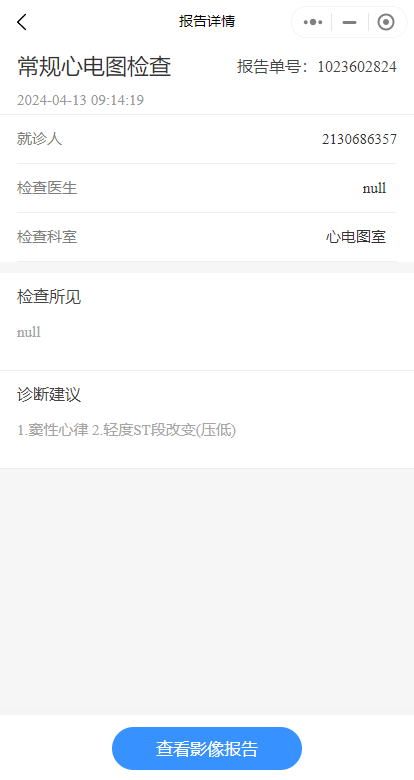 报告详情
常规心电图检查 报告单号：1023602824
2024-04-13 09:14:19
就诊人 2130686357
检查医生 null
检查科室 心电图室
检查所见
null
诊断建议
1.窦性心律 2.轻度ST段改变(压低)
查看影像报告